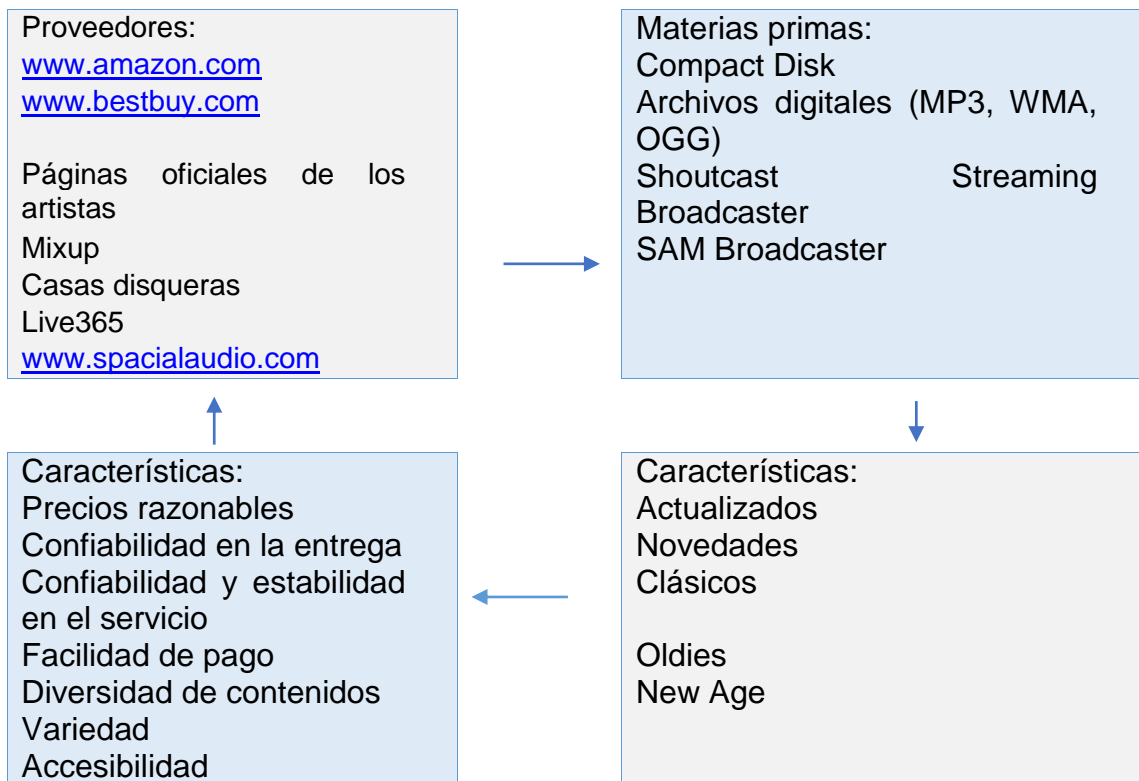 Proveedores:
www.amazon.com
www.bestbuy.com
Páginas oficiales de los
artistas
Mixup
Casas disqueras
Live365
www.spacialaudio.com
Materias primas:
Compact Disk
Archivos digitales (MP3, WMA,
OGG)
Shoutcast Streaming
Broadcaster
SAM Broadcaster
Características:
Precios razonables
Confiabilidad en la entrega
Confiabilidad y estabilidad
en el servicio
Facilidad de pago
Diversidad de contenidos
Variedad
Accesibilidad
Características:
Actualizados
Novedades
Clásicos
Oldies
New Age